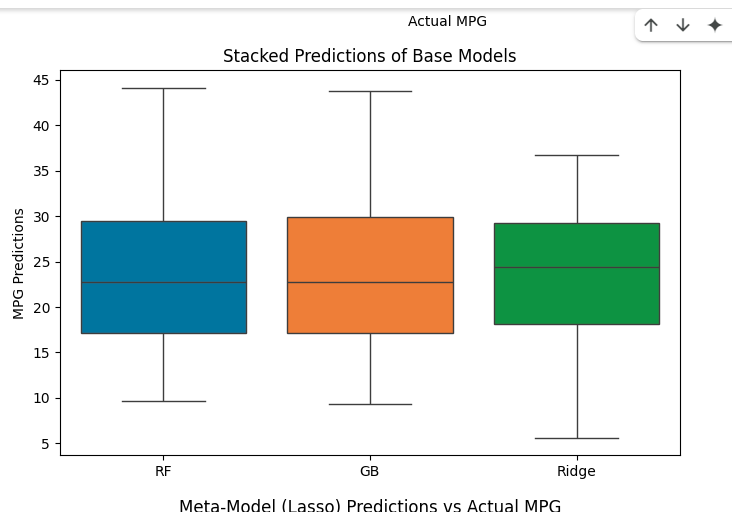 Actual MPG
Stacked Predictions of Base Models
45
40
35
30
25
20
15
10
5
MPG Predictions
RF GB Ridge
Meta-Model (Lasso) Predictions vs Actual MPG